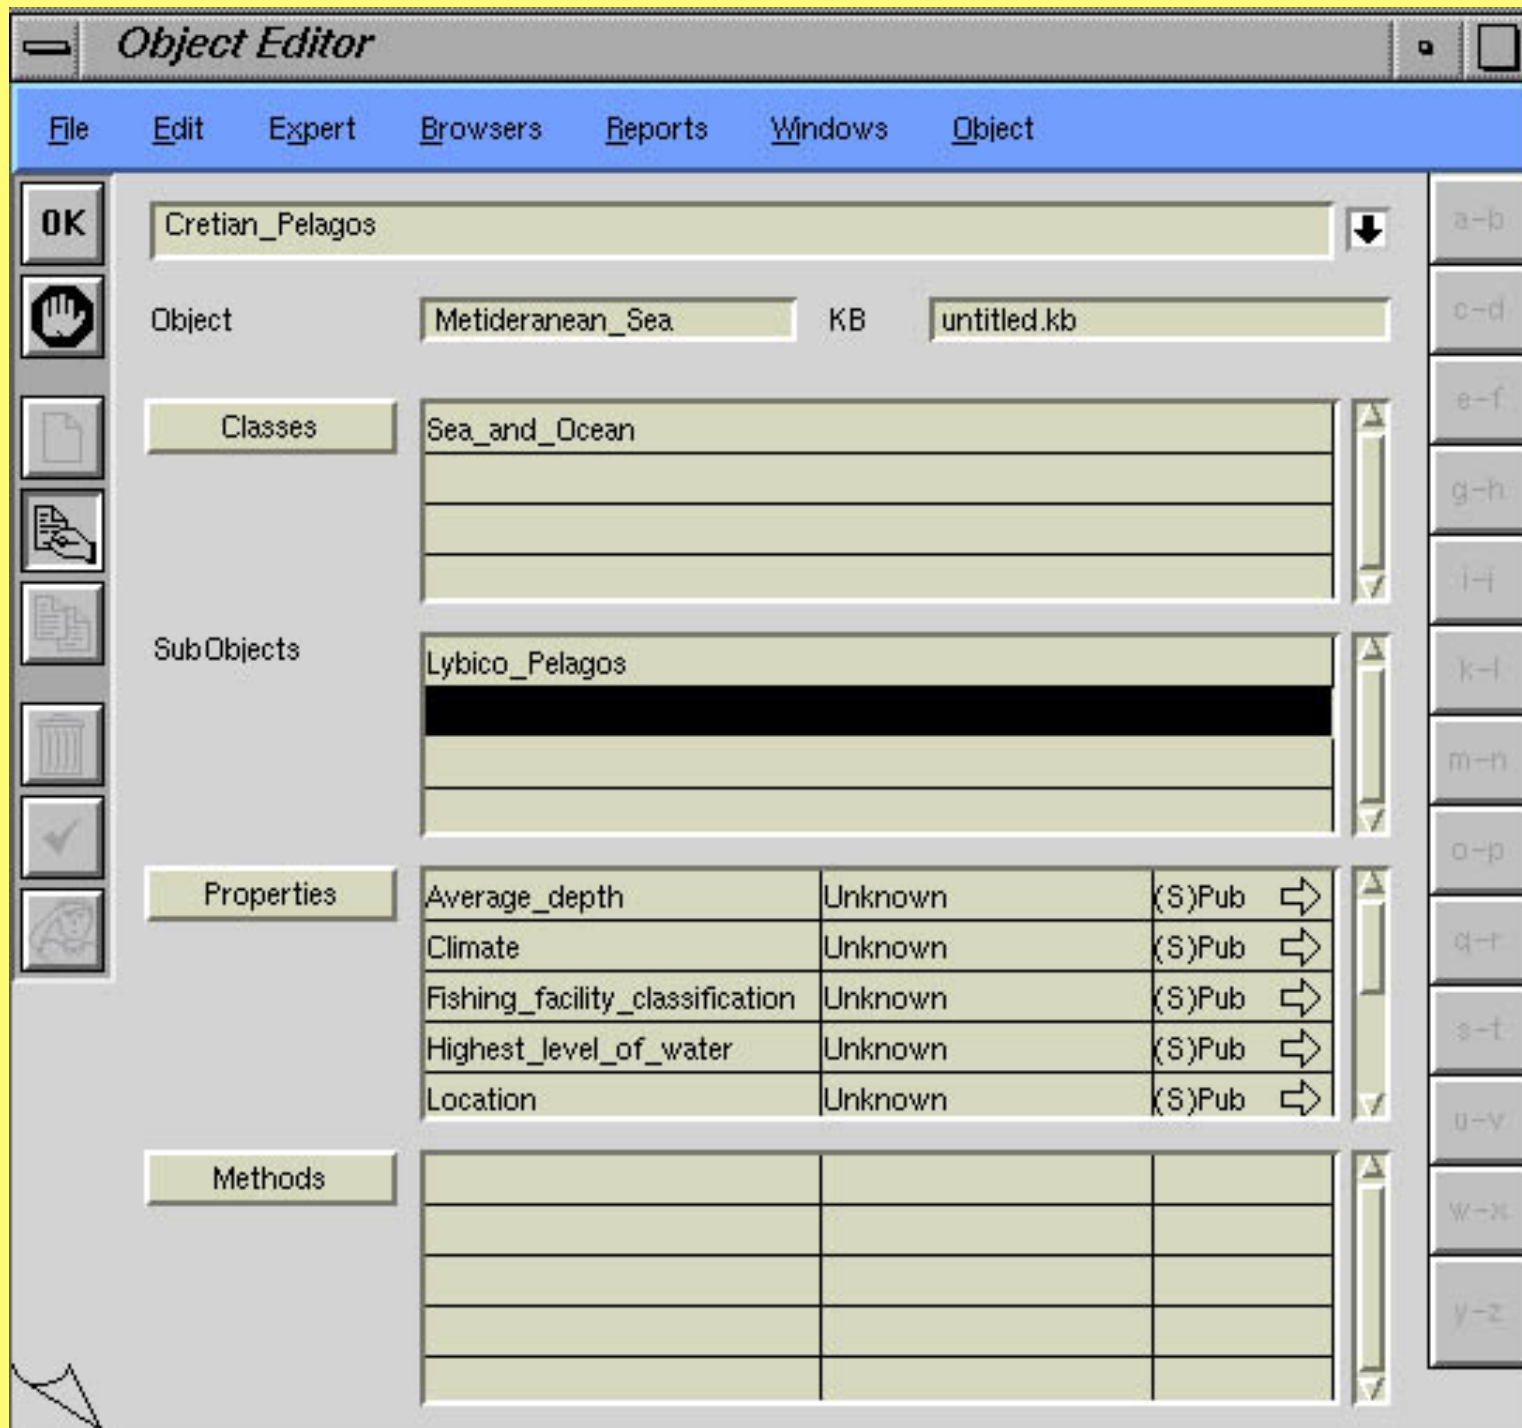 Object Editor
File Edit Expert Browsers Reports Windows Object
OK
Cretian_Pelagos
Object Metideranean_Sea KB untitled.kb
Classes
Sea_and_Ocean
SubObjects
Lybico_Pelagos
Properties
Average_depth Unknown (S)Pub
Climate Unknown (S)Pub
Fishing_facility_classification Unknown (S)Pub
Highest_level_of_water Unknown (S)Pub
Location Unknown (S)Pub
Methods
a-b
c-d
e-f
g-h
i-j
k-l
m-n
o-p
q-r
s-t
u-v
w-x
y-z